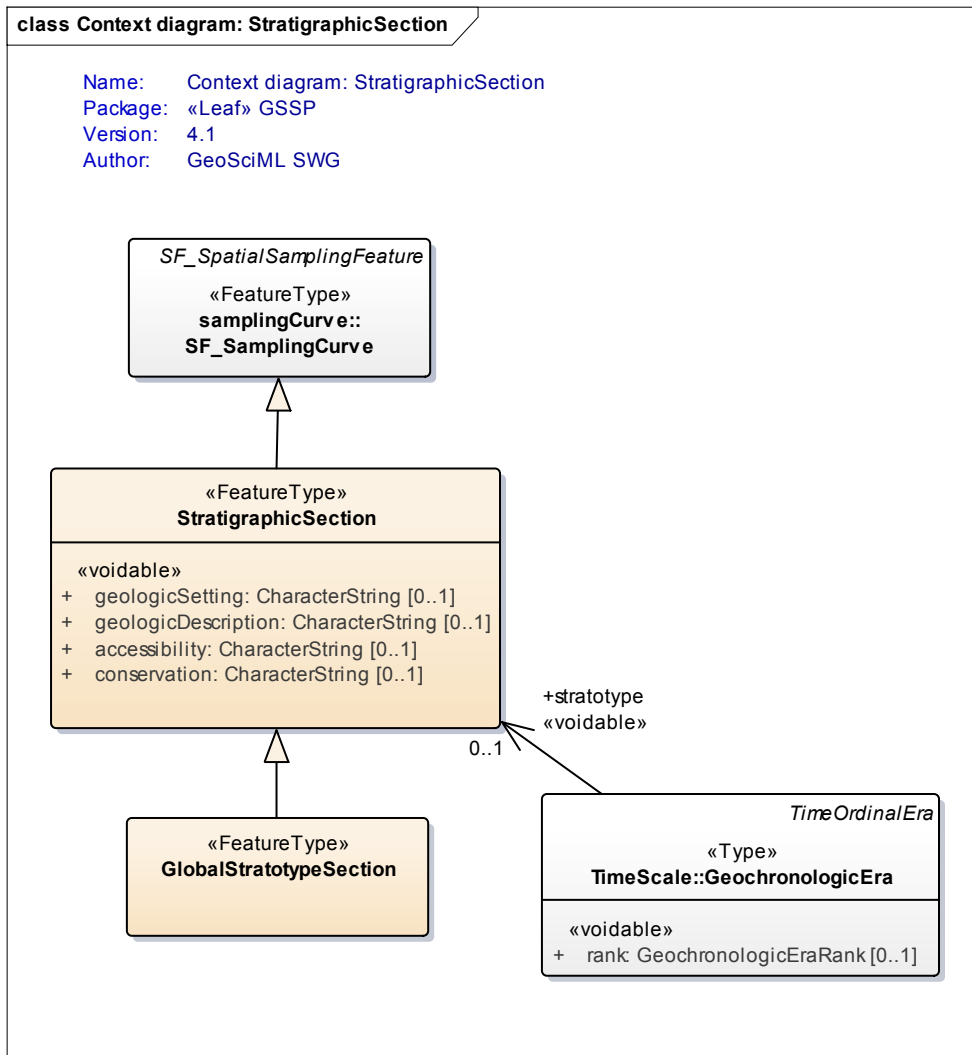 class Context diagram: StratigraphicSection
Name: Context diagram: StratigraphicSection
Package: «Leaf» GSSP
Version: 4.1
Author: GeoSciML SWG
SF_SpatialSamplingFeature
«FeatureType»
samplingCurve::
SF_SamplingCurve
«FeatureType»
StratigraphicSection
«voidable»
+ geologicSetting: CharacterString [0..1]
+ geologicDescription: CharacterString [0..1]
+ accessibility: CharacterString [0..1]
+ conservation: CharacterString [0..1]
+stratotype
«voidable»
0..1
«FeatureType»
GlobalStratotypeSection
TimeOrdinalEra
«Type»
TimeScale::GeochronologicEra
«voidable»
+ rank: GeochronologicEraRank [0..1]